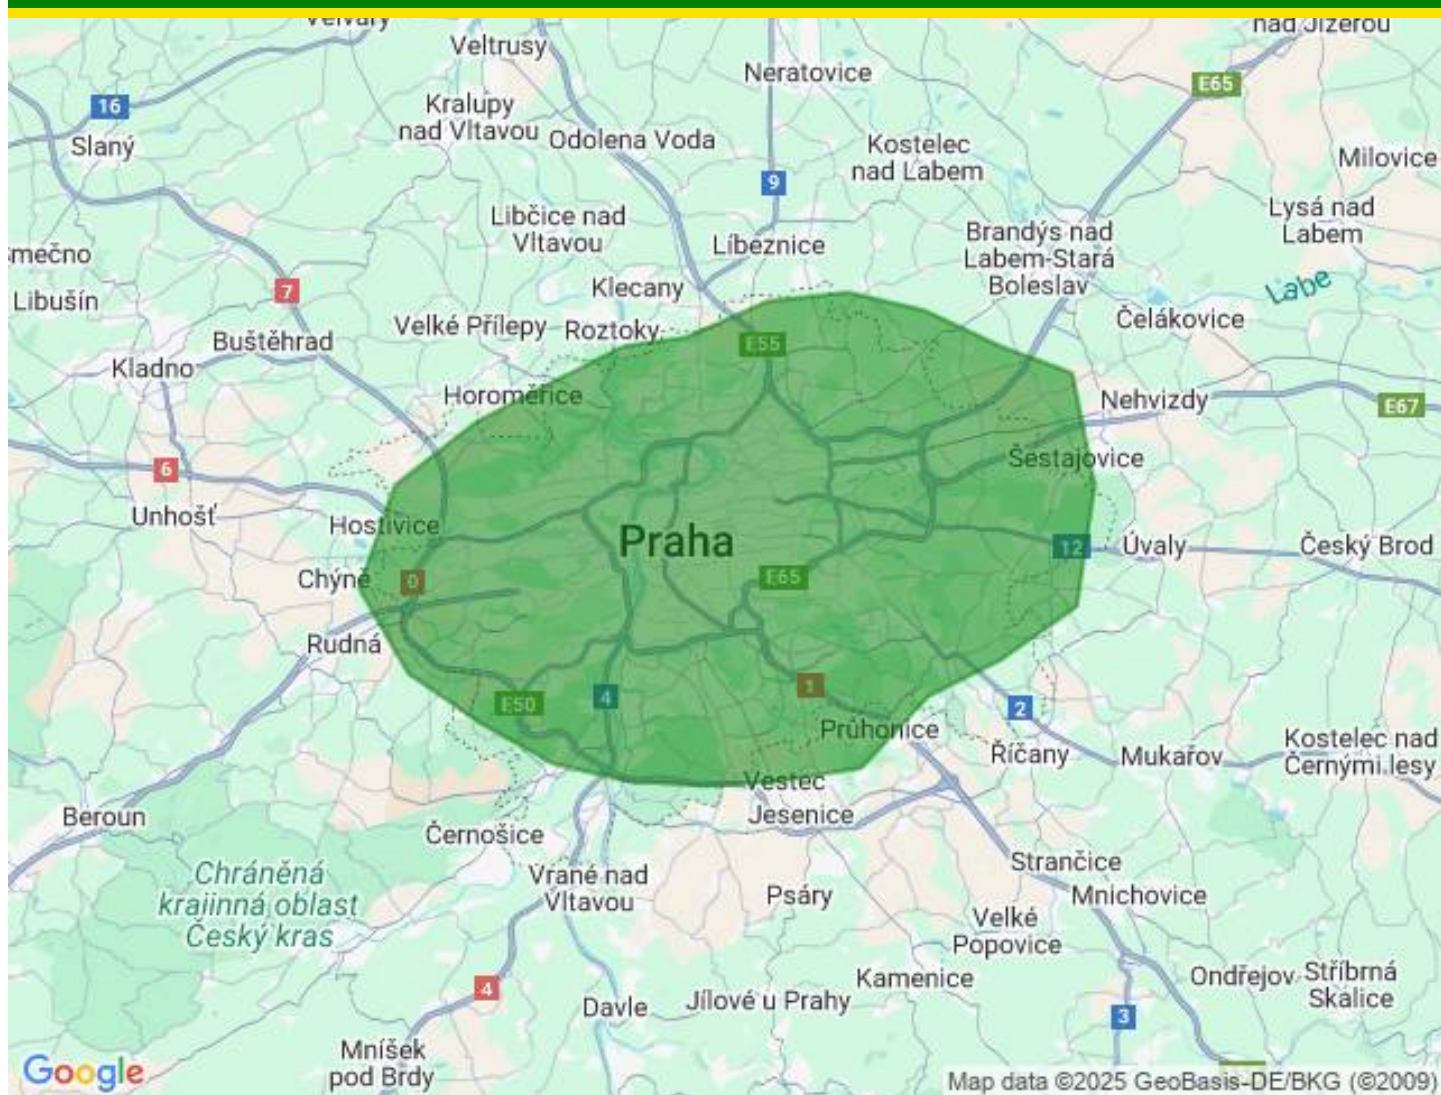 Velvary
Veltrusy
nad Jizerou
Neratovice
E65
16
Kralupy
nad Vltavou
Odolena Voda
Slaný
Kostelec
nad Labem
Milovice
9
Libčice nad
Vltavou
Lysá nad
Labem
Líbeznice
Brandýs nad
Labem-Stará
Boleslav
Smečno
Libušín
7
Klecany
Labe
Čelákovice
Velké Přílepy
Roztoky
Buštěhrad
E55
Kladno
Horoměřice
Nehvizdy
E67
6
Šestajovice
Unhošť
Hostivice
Praha
12
Úvaly
Český Brod
Chýně
0
E65
Rudná
4
1
E50
2
Průhonice
Říčany
Mukařov
Kostelec nad
Černými lesy
Vestec
Jesenice
Beroun
Černošice
Chráněná
krajinná oblast
Český kras
Vrané nad
Vltavou
Psáry
Strančice
Mnichovice
Velké
Popovice
4
Davle
Jílové u Prahy
Kamenice
Ondřejov
Stříbrná
Skalice
3
Mníšek
pod Brdy
Google
Map data ©2025 GeoBasis-DE/BKG (©2009)